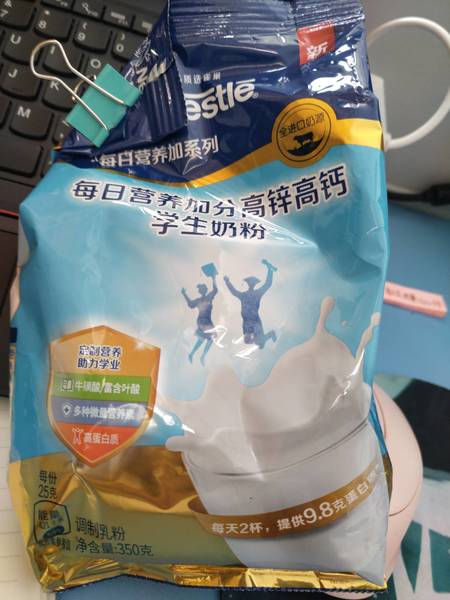 新
estlé
全进口奶源
每日营养加系列
每日营养加分高锌高钙
学生奶粉
定制营养
助力学业
牛磺酸/富含叶酸
多种微量营养素
高蛋白质
每份
25克
每天2杯，提供9.8克蛋白
调制乳粉
净含量:350克